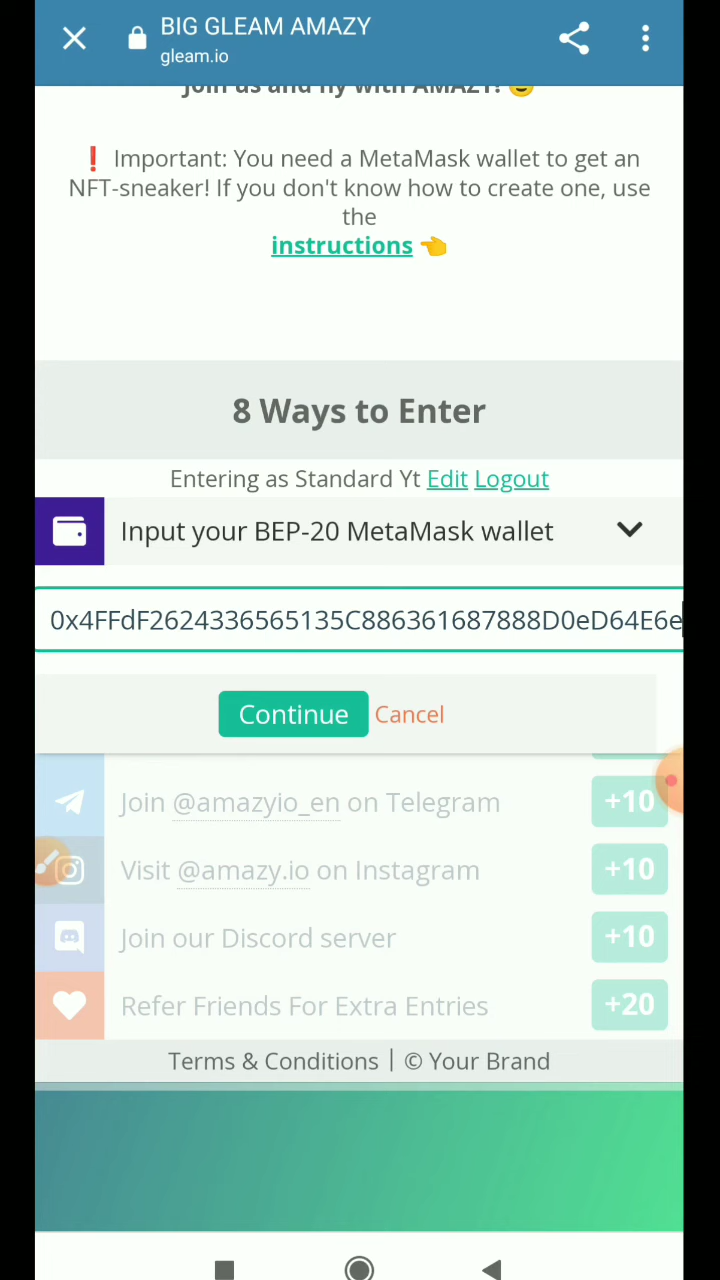 BIG GLEAM AMAZY
gleam.io
Join us and fly with AMAZY! 😉
❗ Important: You need a MetaMask wallet to get an
NFT-sneaker! If you don't know how to create one, use
the
instructions 👈
8 Ways to Enter
Entering as Standard Yt Edit Logout
Input your BEP-20 MetaMask wallet
0x4FFdF2624336565135C886361687888D0eD64E6e
Continue Cancel
Join @amazyio_en on Telegram +10
Visit @amazy.io on Instagram +10
Join our Discord server +10
Refer Friends For Extra Entries +20
Terms & Conditions | © Your Brand